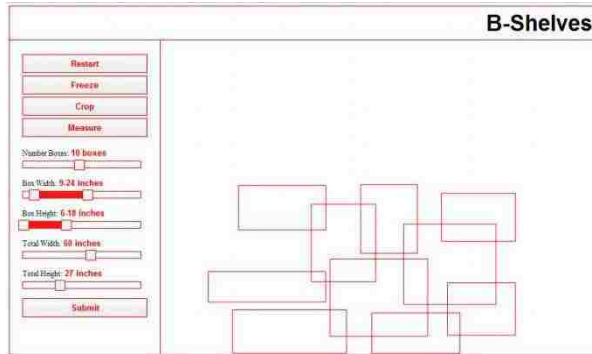 B-Shelves
Restart
Freeze
Crop
Measure
Number Boxes: 10 boxes
Box Width: 9-24 inches
Box Height: 6-18 inches
Total Width: 60 inches
Total Height: 27 inches
Submit